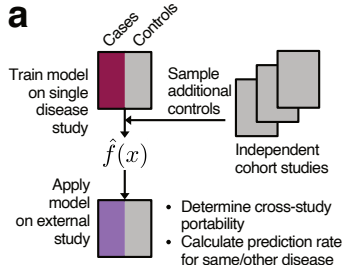 a
Cases
Controls
Train model
on single
disease
study
Sample
additional
controls
f̂(x)
Independent
cohort studies
Apply
model
on external
study
• Determine cross-study
portability
• Calculate prediction rate
for same/other disease